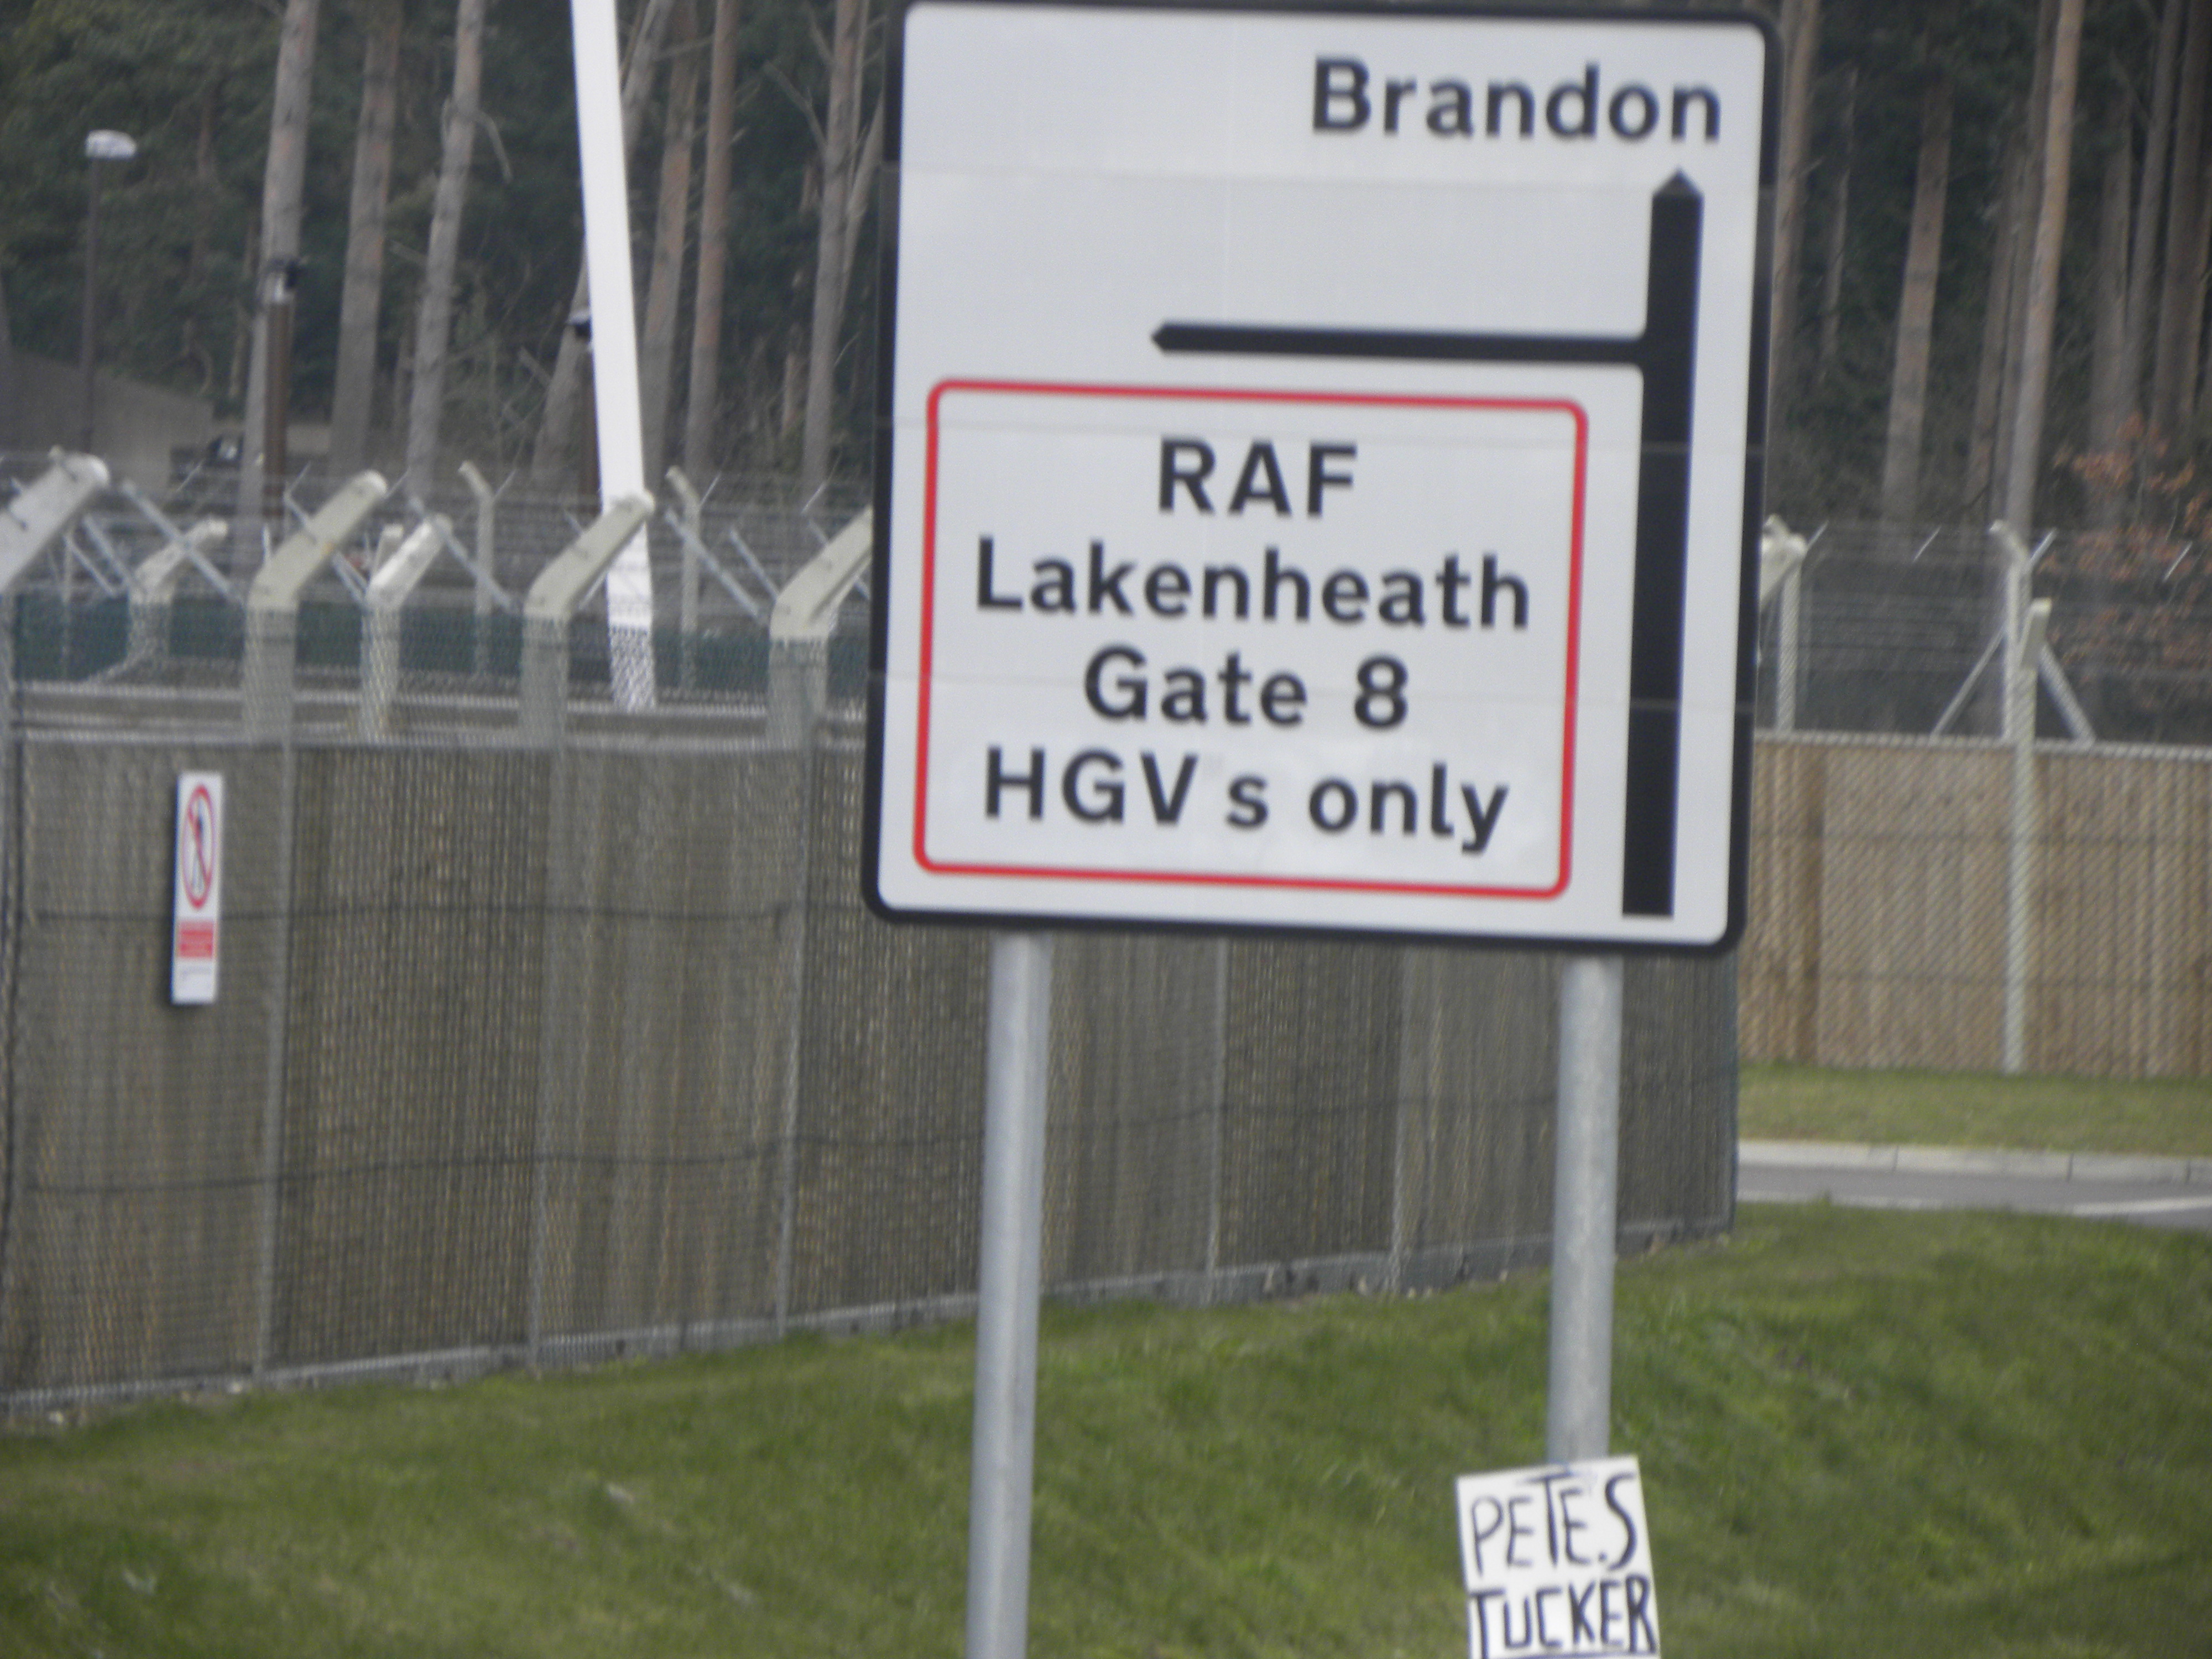 Brandon
RAF
Lakenheath
Gate 8
HGV s only
PETE.S
TUCKER